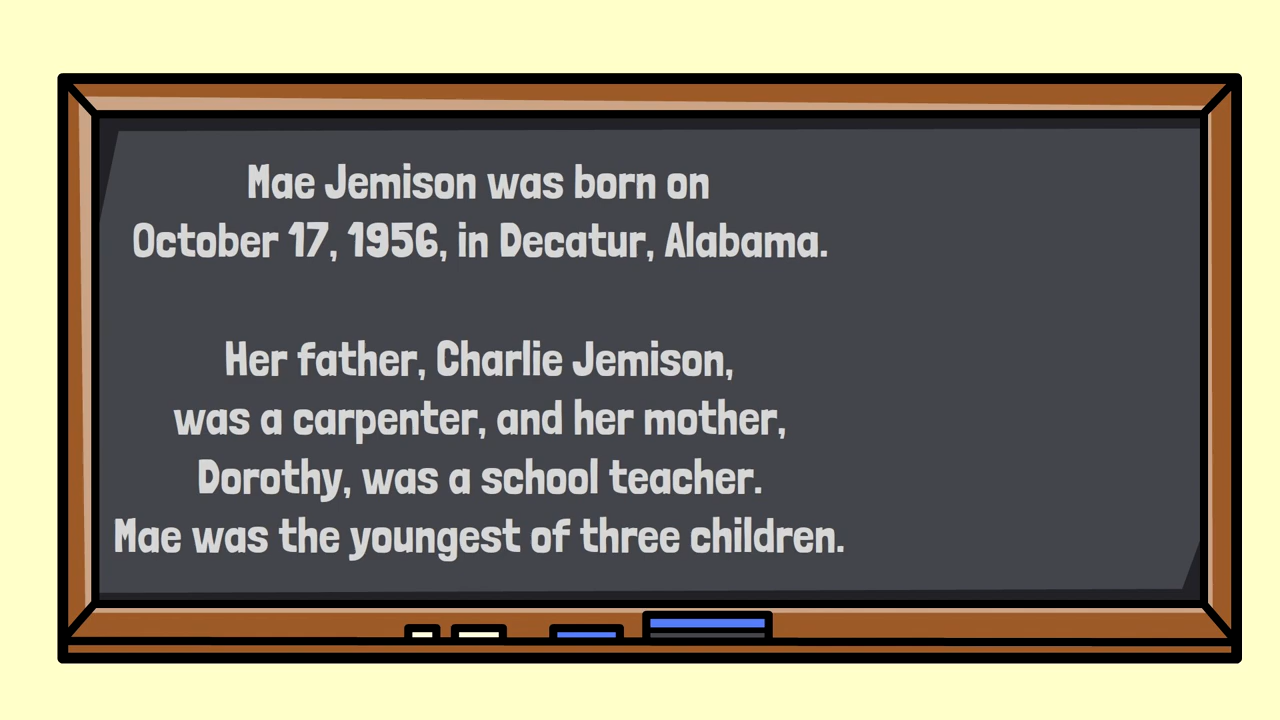 Mae Jemison was born on
October 17, 1956, in Decatur, Alabama.
Her father, Charlie Jemison,
was a carpenter, and her mother,
Dorothy, was a school teacher.
Mae was the youngest of three children.